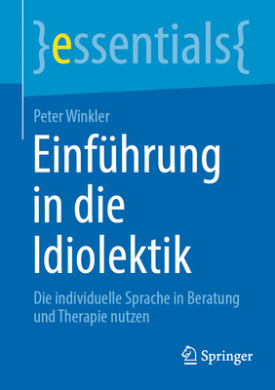 }essentials{
Peter Winkler
Einführung
in die
Idiolektik
Die individuelle Sprache in Beratung
und Therapie nutzen
Springer